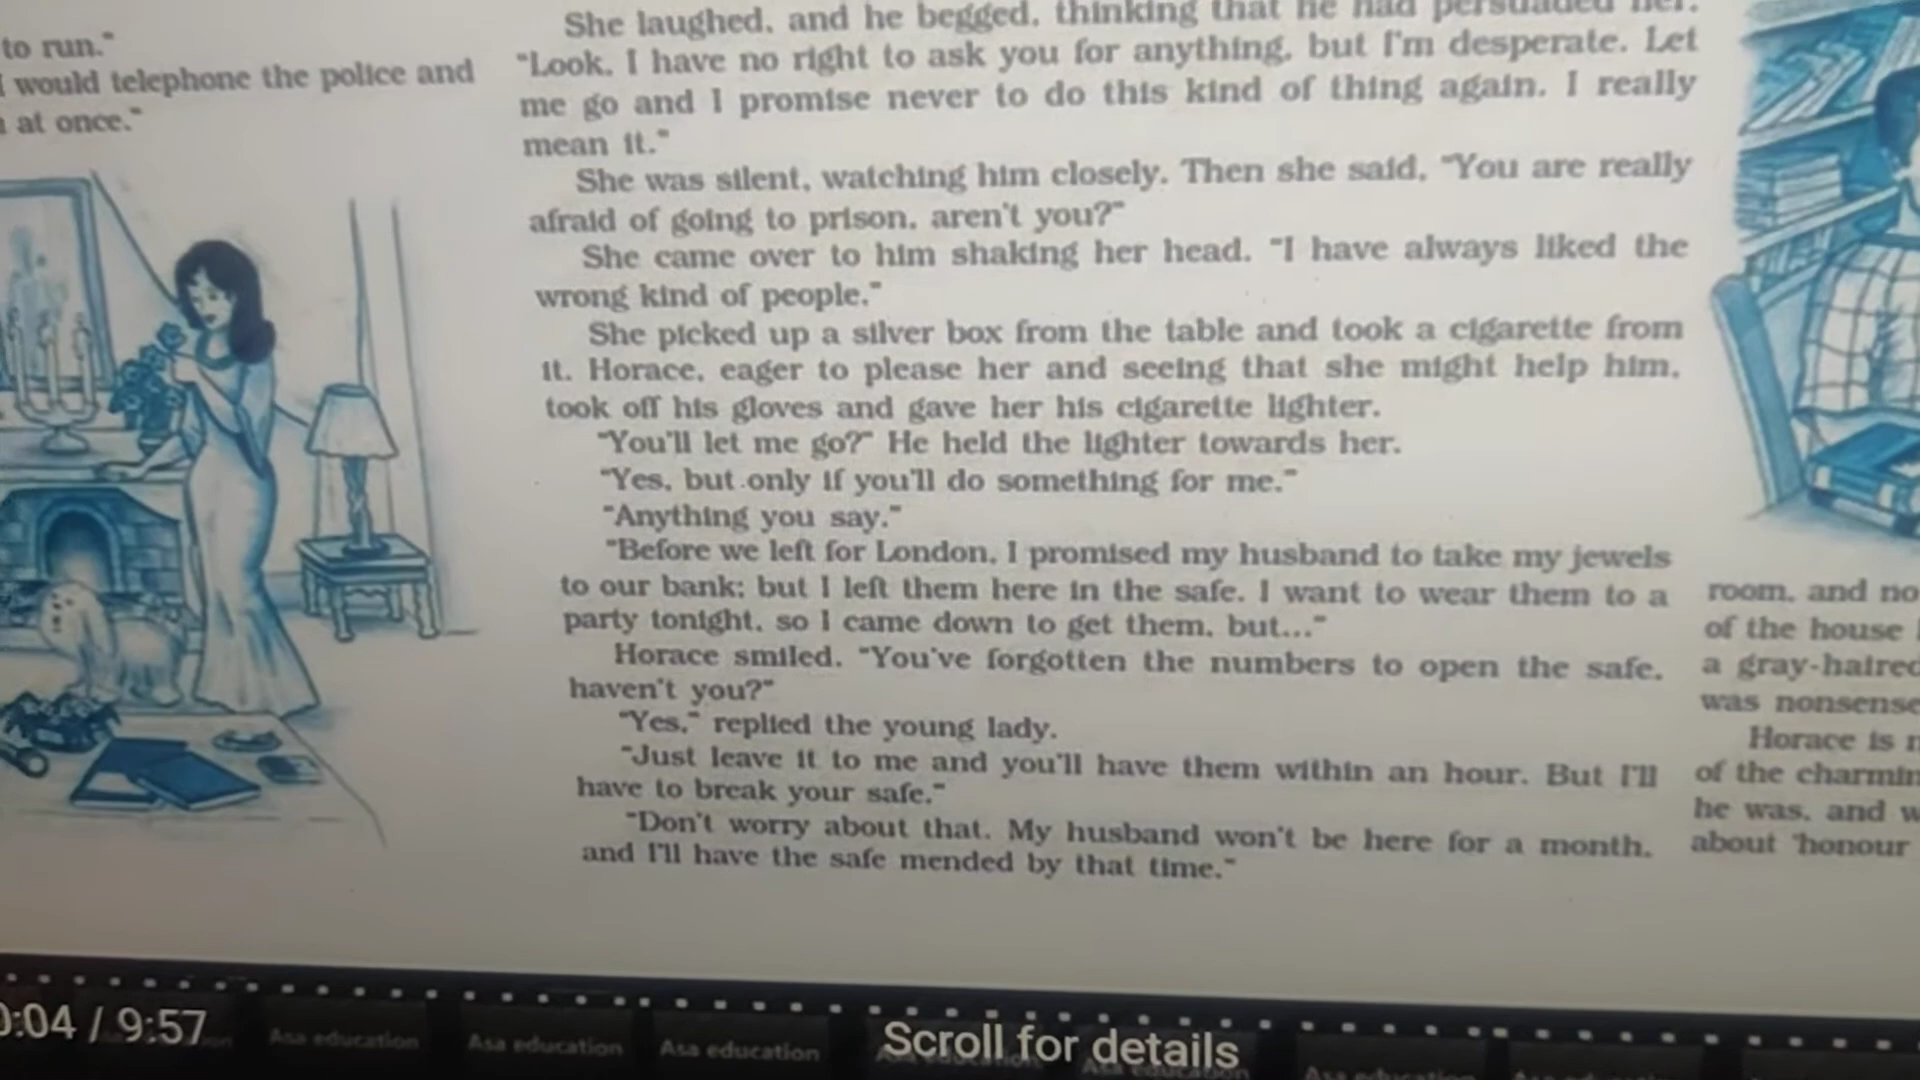 to run."
I would telephone the police and
at once."
She laughed, and he begged, thinking that he had persuaded her.
"Look, I have no right to ask you for anything, but I'm desperate. Let
me go and I promise never to do this kind of thing again. I really
mean it."
She was silent, watching him closely. Then she said, "You are really
afraid of going to prison, aren't you?"
She came over to him shaking her head. "I have always liked the
wrong kind of people."
She picked up a silver box from the table and took a cigarette from
it. Horace, eager to please her and seeing that she might help him,
took off his gloves and gave her his cigarette lighter.
"You'll let me go?" He held the lighter towards her.
"Yes, but only if you'll do something for me."
"Anything you say."
"Before we left for London, I promised my husband to take my jewels
to our bank; but I left them here in the safe. I want to wear them to a
party tonight, so I came down to get them, but..."
Horace smiled. "You've forgotten the numbers to open the safe,
haven't you?"
"Yes," replied the young lady.
"Just leave it to me and you'll have them within an hour. But I'll
have to break your safe."
"Don't worry about that. My husband won't be here for a month,
and I'll have the safe mended by that time."
room, and no
of the house
a gray-haired
was nonsense
Horace is
of the charmin
he was, and w
about 'honour
0:04 / 9:57
Asa education
Asa education
Asa education
Scroll for details